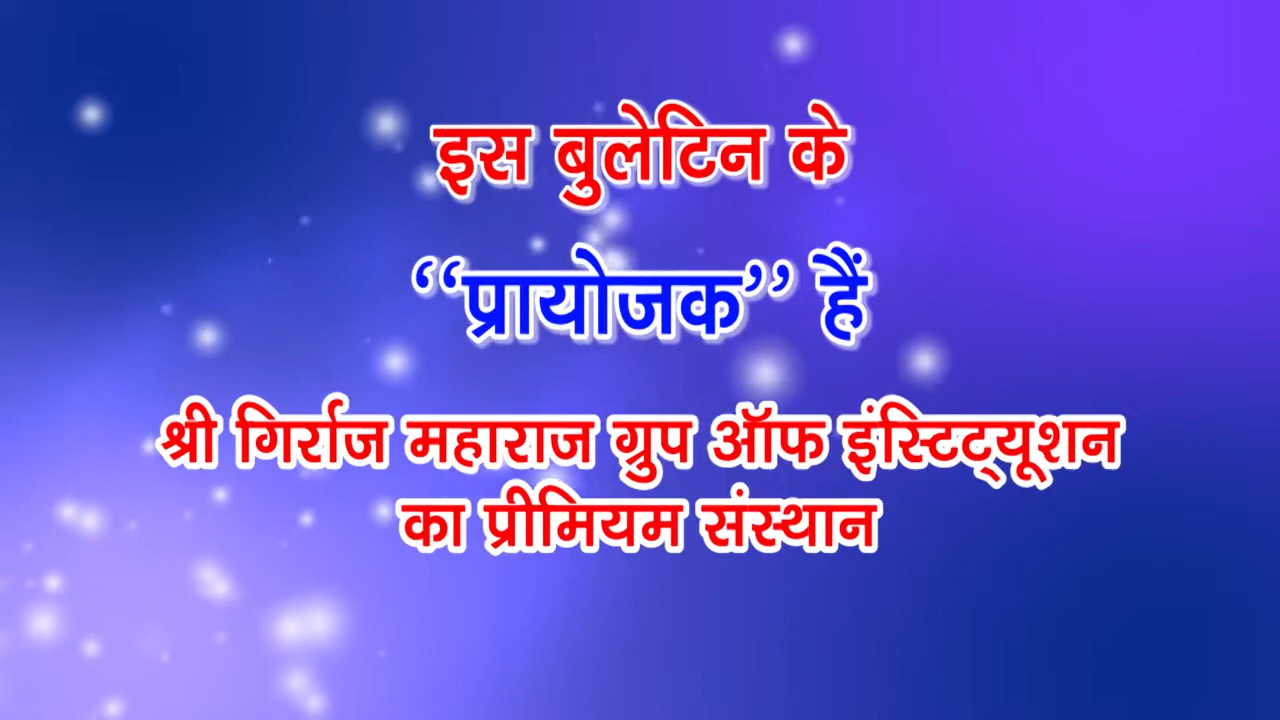 इस बुलेटिन के
“प्रायोजक” हैं
श्री गिर्राज महाराज ग्रुप ऑफ इंस्टिट्यूशन
का प्रीमियम संस्थान